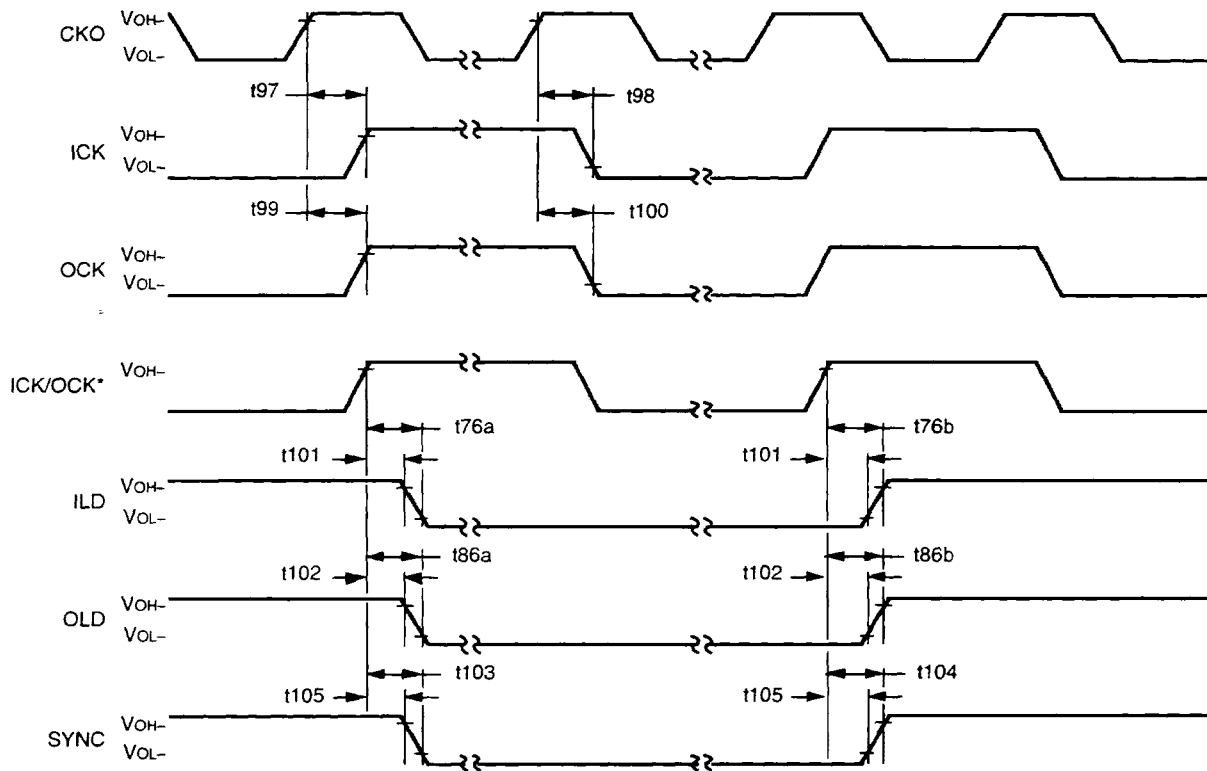 CKO VOH–
VOL–
t97 t98
ICK VOH–
VOL–
t99 t100
OCK VOH–
VOL–
ICK/OCK* VOH–
t76a t76b
t101 t101
ILD VOH–
VOL–
t86a t86b
t102 t102
OLD VOH–
VOL–
t103 t104
t105 t105
SYNC VOH–
VOL–